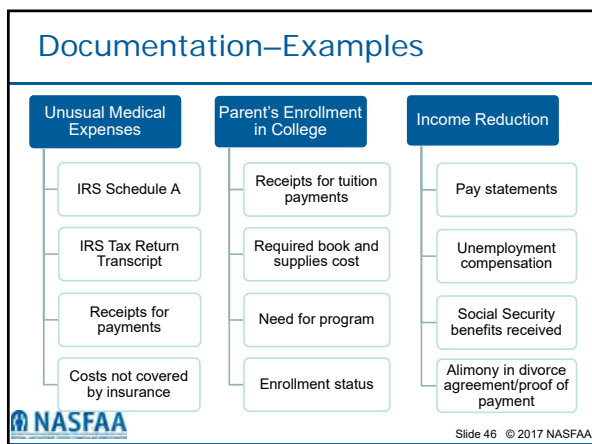 Documentation–Examples
Unusual Medical
Expenses
IRS Schedule A
IRS Tax Return
Transcript
Receipts for
payments
Costs not covered
by insurance
Parent's Enrollment
in College
Receipts for tuition
payments
Required book and
supplies cost
Need for program
Enrollment status
Income Reduction
Pay statements
Unemployment
compensation
Social Security
benefits received
Alimony in divorce
agreement/proof of
payment
NASFAA
Slide 46 © 2017 NASFAA